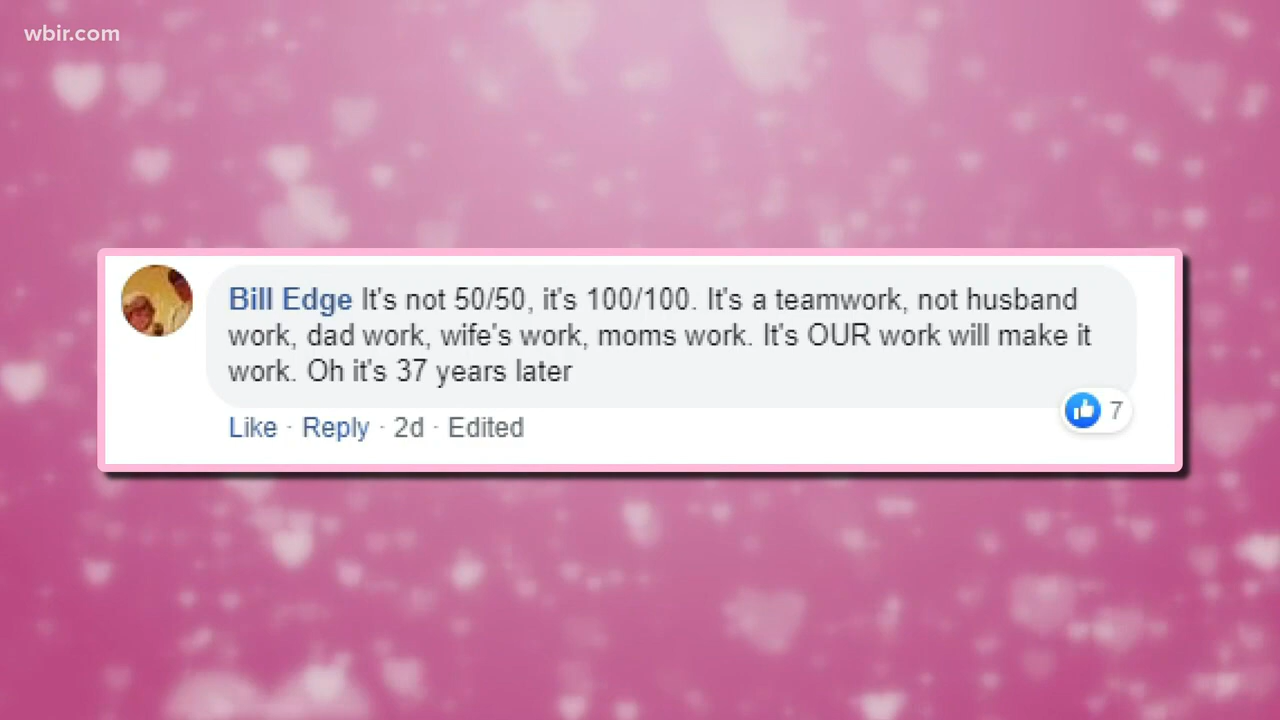 wbir.com
Bill Edge It's not 50/50, it's 100/100. It's a teamwork, not husband
work, dad work, wife's work, moms work. It's OUR work will make it
work. Oh it's 37 years later
7
Like · Reply · 2d · Edited